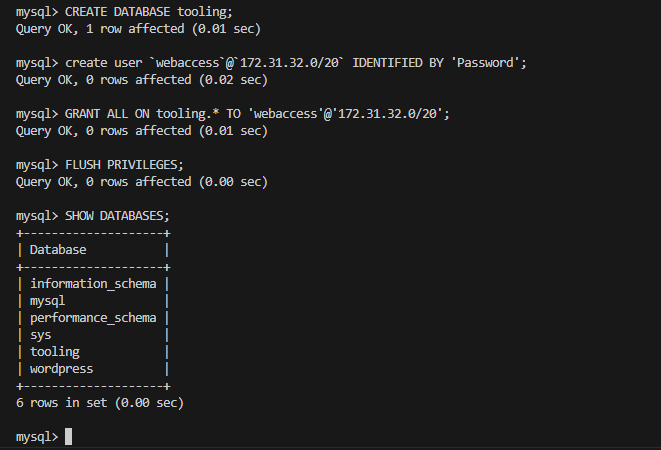 mysql> CREATE DATABASE tooling;
Query OK, 1 row affected (0.01 sec)
mysql> create user `webaccess`@`172.31.32.0/20` IDENTIFIED BY 'Password';
Query OK, 0 rows affected (0.02 sec)
mysql> GRANT ALL ON tooling.* TO 'webaccess'@'172.31.32.0/20';
Query OK, 0 rows affected (0.01 sec)
mysql> FLUSH PRIVILEGES;
Query OK, 0 rows affected (0.00 sec)
mysql> SHOW DATABASES;
+--------------------+
| Database           |
+--------------------+
| information_schema |
| mysql              |
| performance_schema |
| sys                |
| tooling            |
| wordpress          |
+--------------------+
6 rows in set (0.00 sec)
mysql>